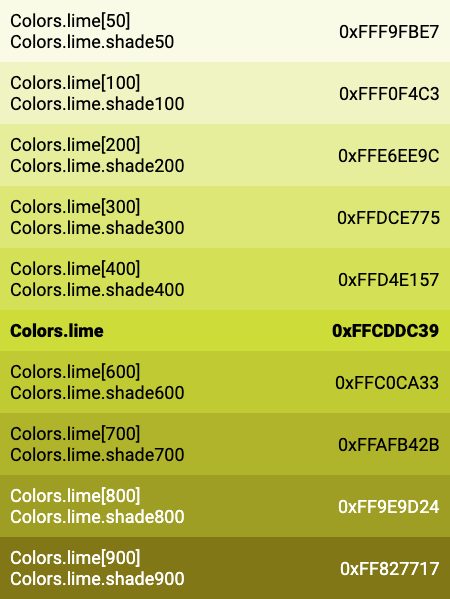 Colors.lime[50]
Colors.lime.shade50 0xFFF9FBE7
Colors.lime[100]
Colors.lime.shade100 0xFFF0F4C3
Colors.lime[200]
Colors.lime.shade200 0xFFE6EE9C
Colors.lime[300]
Colors.lime.shade300 0xFFDCE775
Colors.lime[400]
Colors.lime.shade400 0xFFD4E157
Colors.lime 0xFFCDDC39
Colors.lime[600]
Colors.lime.shade600 0xFFC0CA33
Colors.lime[700]
Colors.lime.shade700 0xFFAFB42B
Colors.lime[800]
Colors.lime.shade800 0xFF9E9D24
Colors.lime[900]
Colors.lime.shade900 0xFF827717